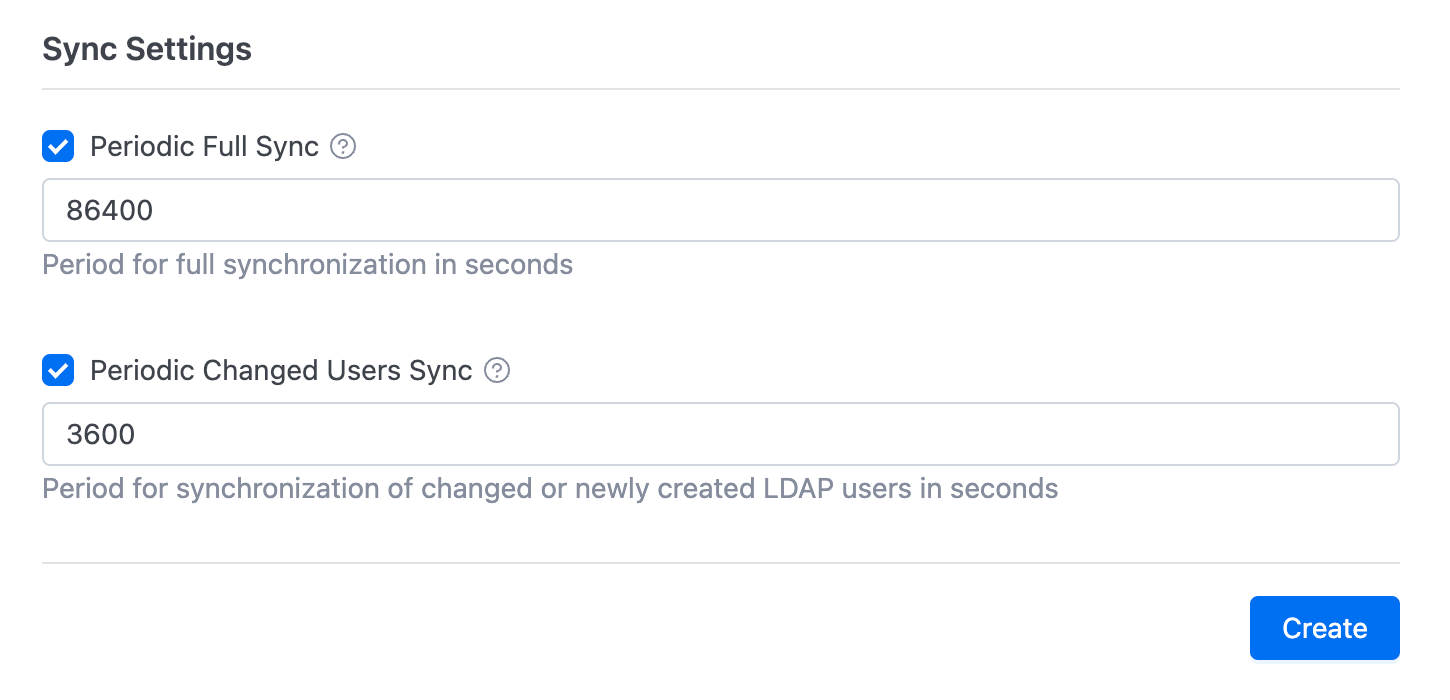 Sync Settings
Periodic Full Sync ?
86400
Period for full synchronization in seconds
Periodic Changed Users Sync ?
3600
Period for synchronization of changed or newly created LDAP users in seconds
Create